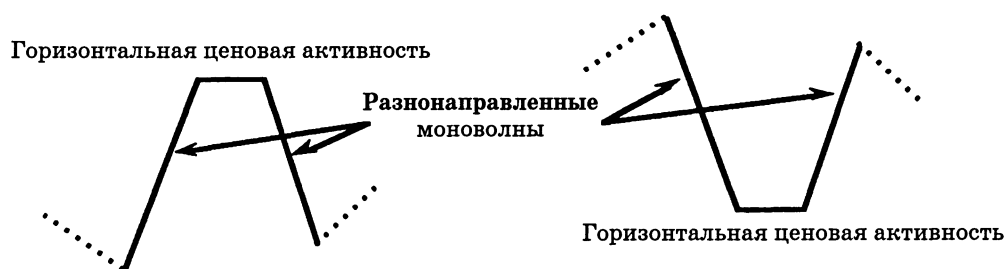 Горизонтальная ценовая активность
Разнонаправленные
моноволны
Горизонтальная ценовая активность